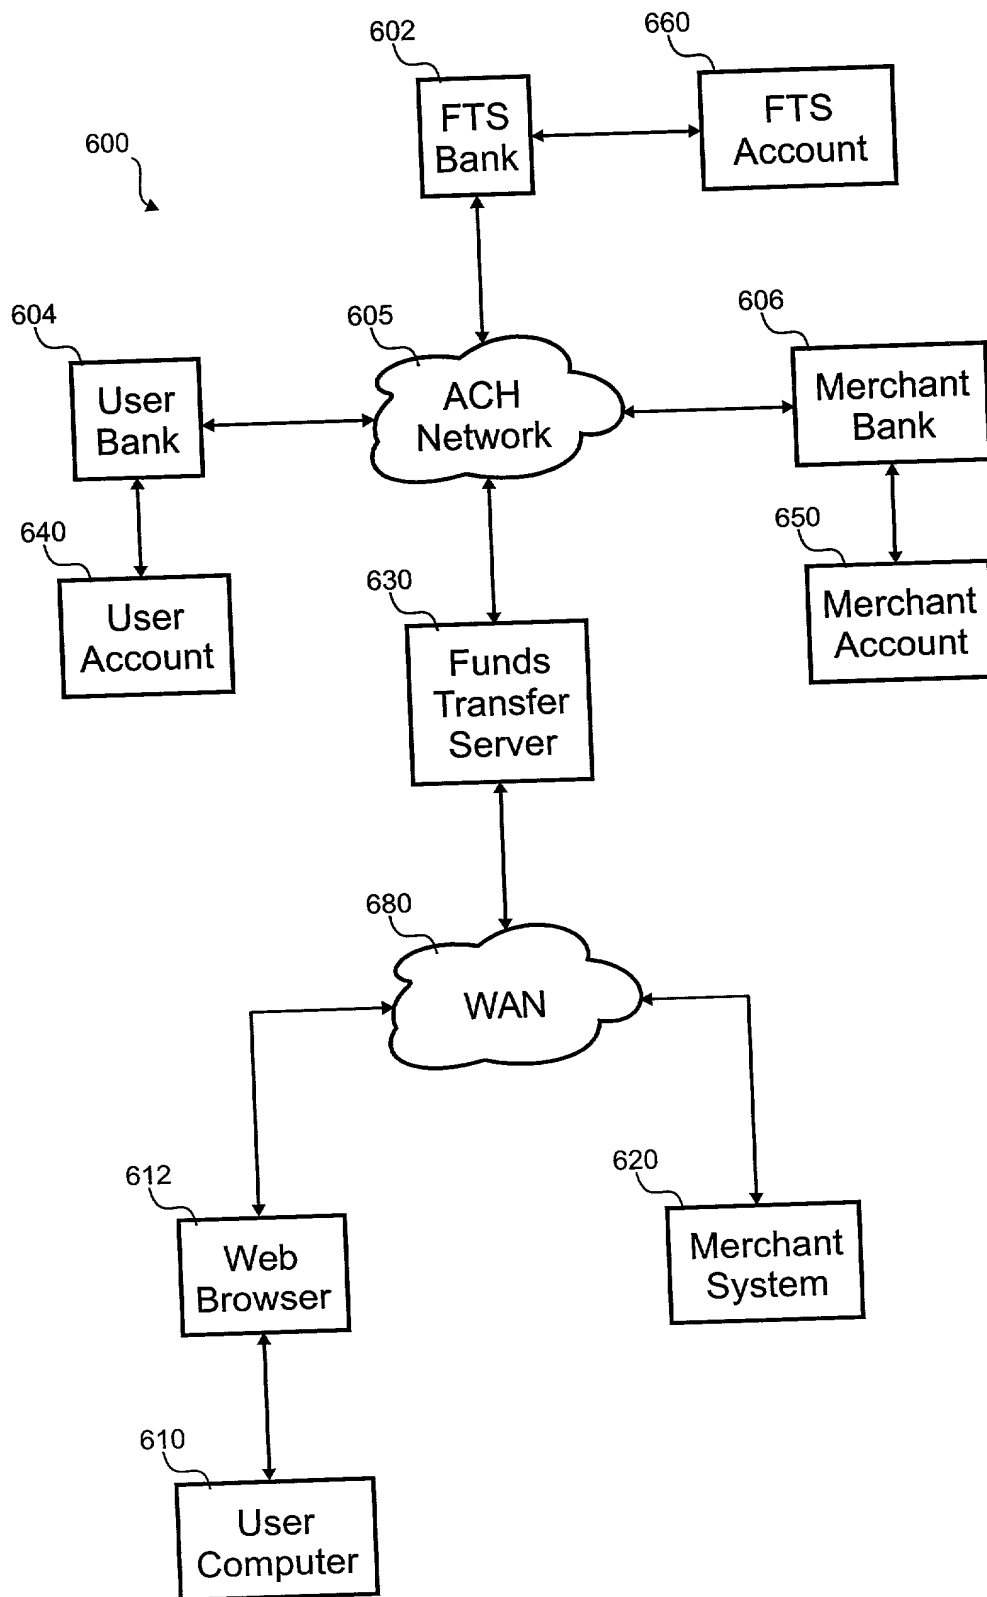 602
660
FTS
Bank
FTS
Account
600
604
605
606
User
Bank
ACH
Network
Merchant
Bank
640
650
User
Account
630
Merchant
Account
Funds
Transfer
Server
680
WAN
612
620
Web
Browser
Merchant
System
610
User
Computer